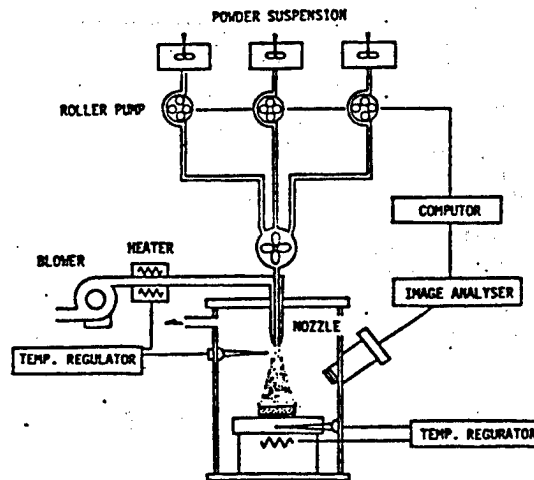 POWDER SUSPENSION
ROLLER PUMP
COMPUTOR
HEATER
BLOWER
IMAGE ANALYSER
NOZZLE
TEMP. REGULATOR
TEMP. REGURATOR